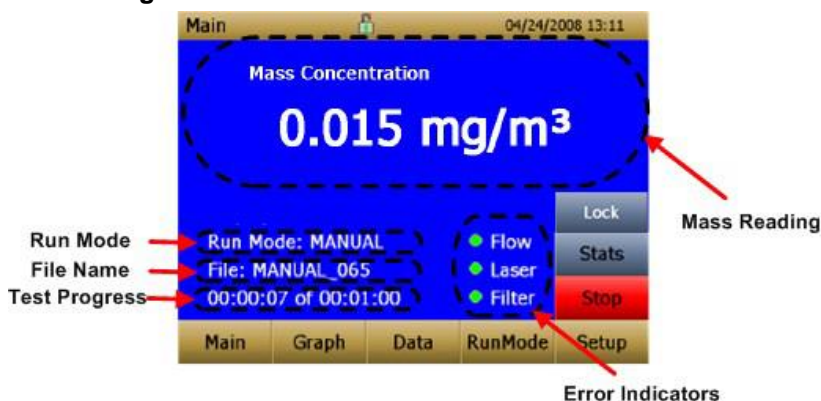 Main 04/24/2008 13:11
Mass Concentration
0.015 mg/m³
Mass Reading
Lock
Run Mode
Run Mode: MANUAL
Flow
Stats
File Name
File: MANUAL_065
Laser
Test Progress
00:00:07 of 00:01:00
Filter
Stop
Main Graph Data RunMode Setup
Error Indicators